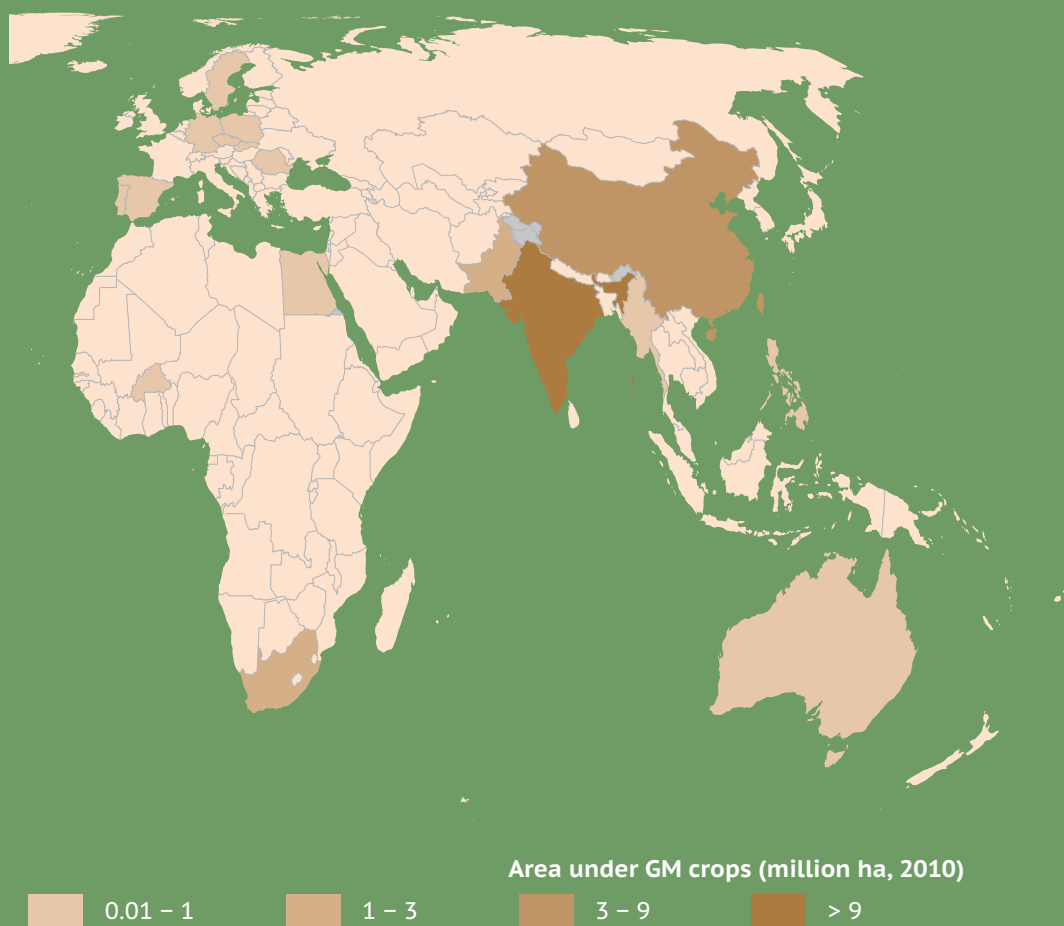 Area under GM crops (million ha, 2010)
0.01 – 1 1 – 3 3 – 9 > 9